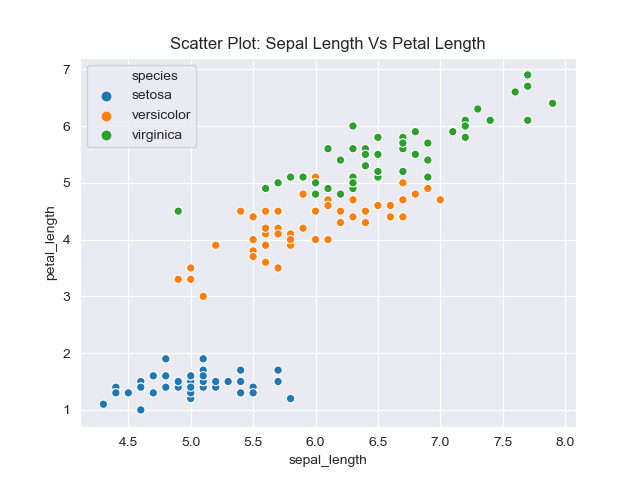 Scatter Plot: Sepal Length Vs Petal Length
species
setosa
versicolor
virginica
petal_length
7
6
5
4
3
2
1
4.5 5.0 5.5 6.0 6.5 7.0 7.5 8.0
sepal_length